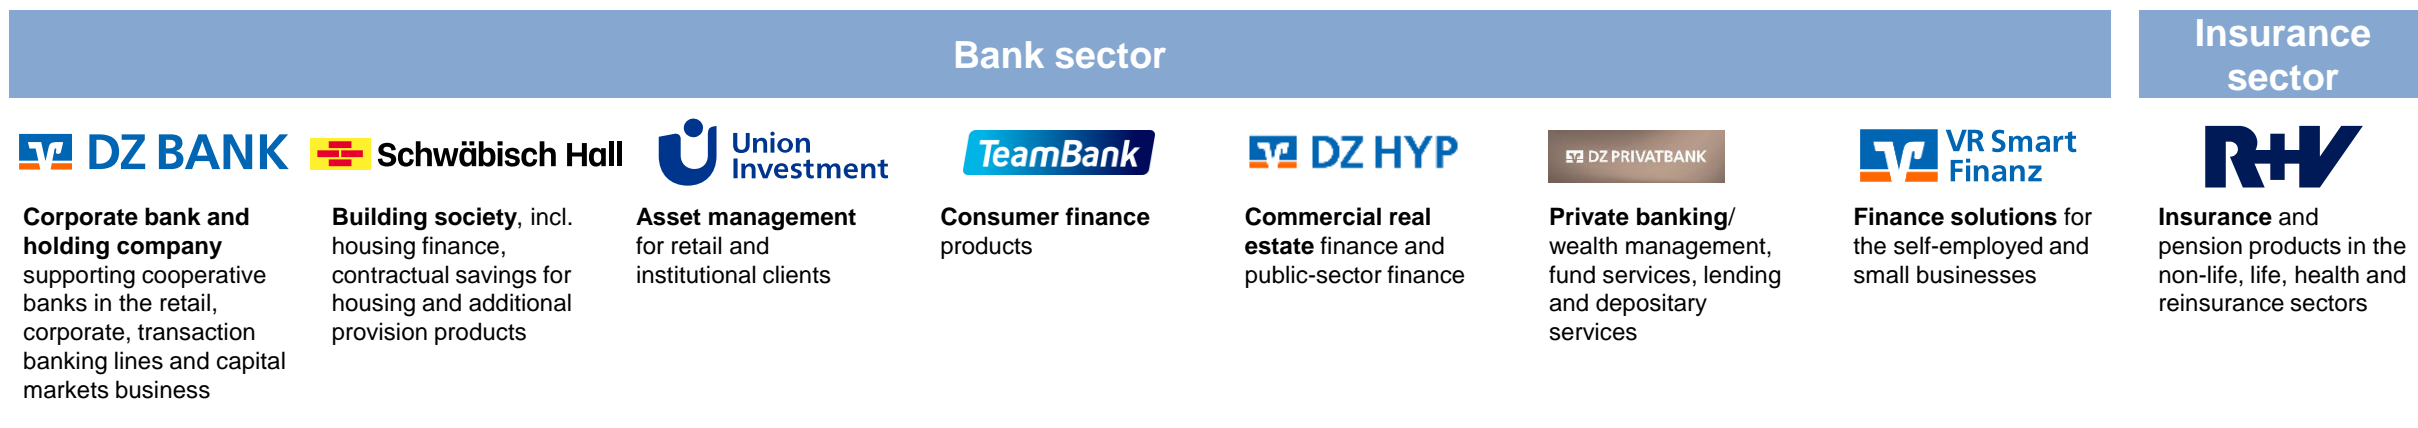 Bank sector
Insurance
sector
DZ BANK
Schwäbisch Hall
Union
Investment
TeamBank
DZ HYP
DZ PRIVATBANK
VR Smart
Finanz
R+V
Corporate bank and
holding company
supporting cooperative
banks in the retail,
corporate, transaction
banking lines and capital
markets business
Building society, incl.
housing finance,
contractual savings for
housing and additional
provision products
Asset management
for retail and
institutional clients
Consumer finance
products
Commercial real
estate finance and
public-sector finance
Private banking/
wealth management,
fund services, lending
and depositary
services
Finance solutions for
the self-employed and
small businesses
Insurance and
pension products in the
non-life, life, health and
reinsurance sectors